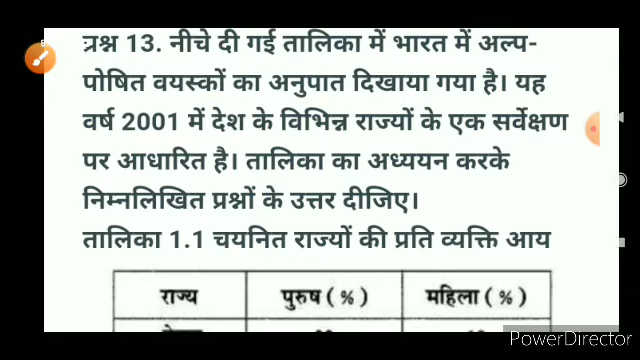 प्रश्न 13. नीचे दी गई तालिका में भारत में अल्प-
पोषित वयस्कों का अनुपात दिखाया गया है। यह
वर्ष 2001 में देश के विभिन्न राज्यों के एक सर्वेक्षण
पर आधारित है। तालिका का अध्ययन करके
निम्नलिखित प्रश्नों के उत्तर दीजिए।
तालिका 1.1 चयनित राज्यों की प्रति व्यक्ति आय
राज्य पुरुष ( % ) महिला ( % )
PowerDirector